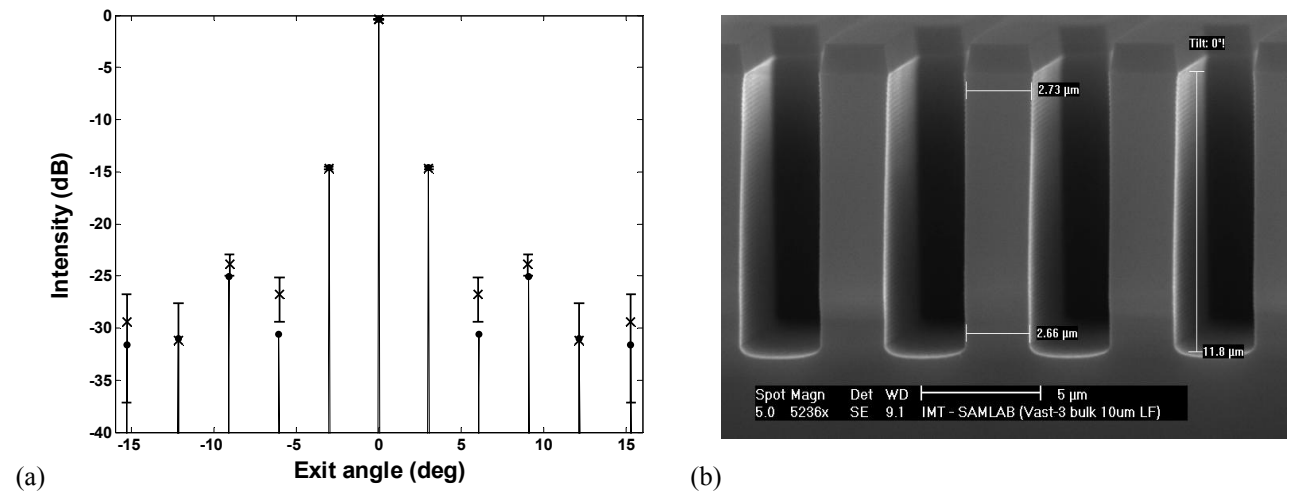 0
-5
-10
-15
-20
-25
-30
-35
-40
Intensity (dB)
-15 -10 -5 0 5 10 15
Exit angle (deg)
(a)
Tilt: 0°!
2.73 µm
2.66 µm
11.8 µm
Spot Magn Det WD 5 µm
5.0 5236x SE 9.1 IMT - SAMLAB (Vast-3 bulk 10um LF)
(b)